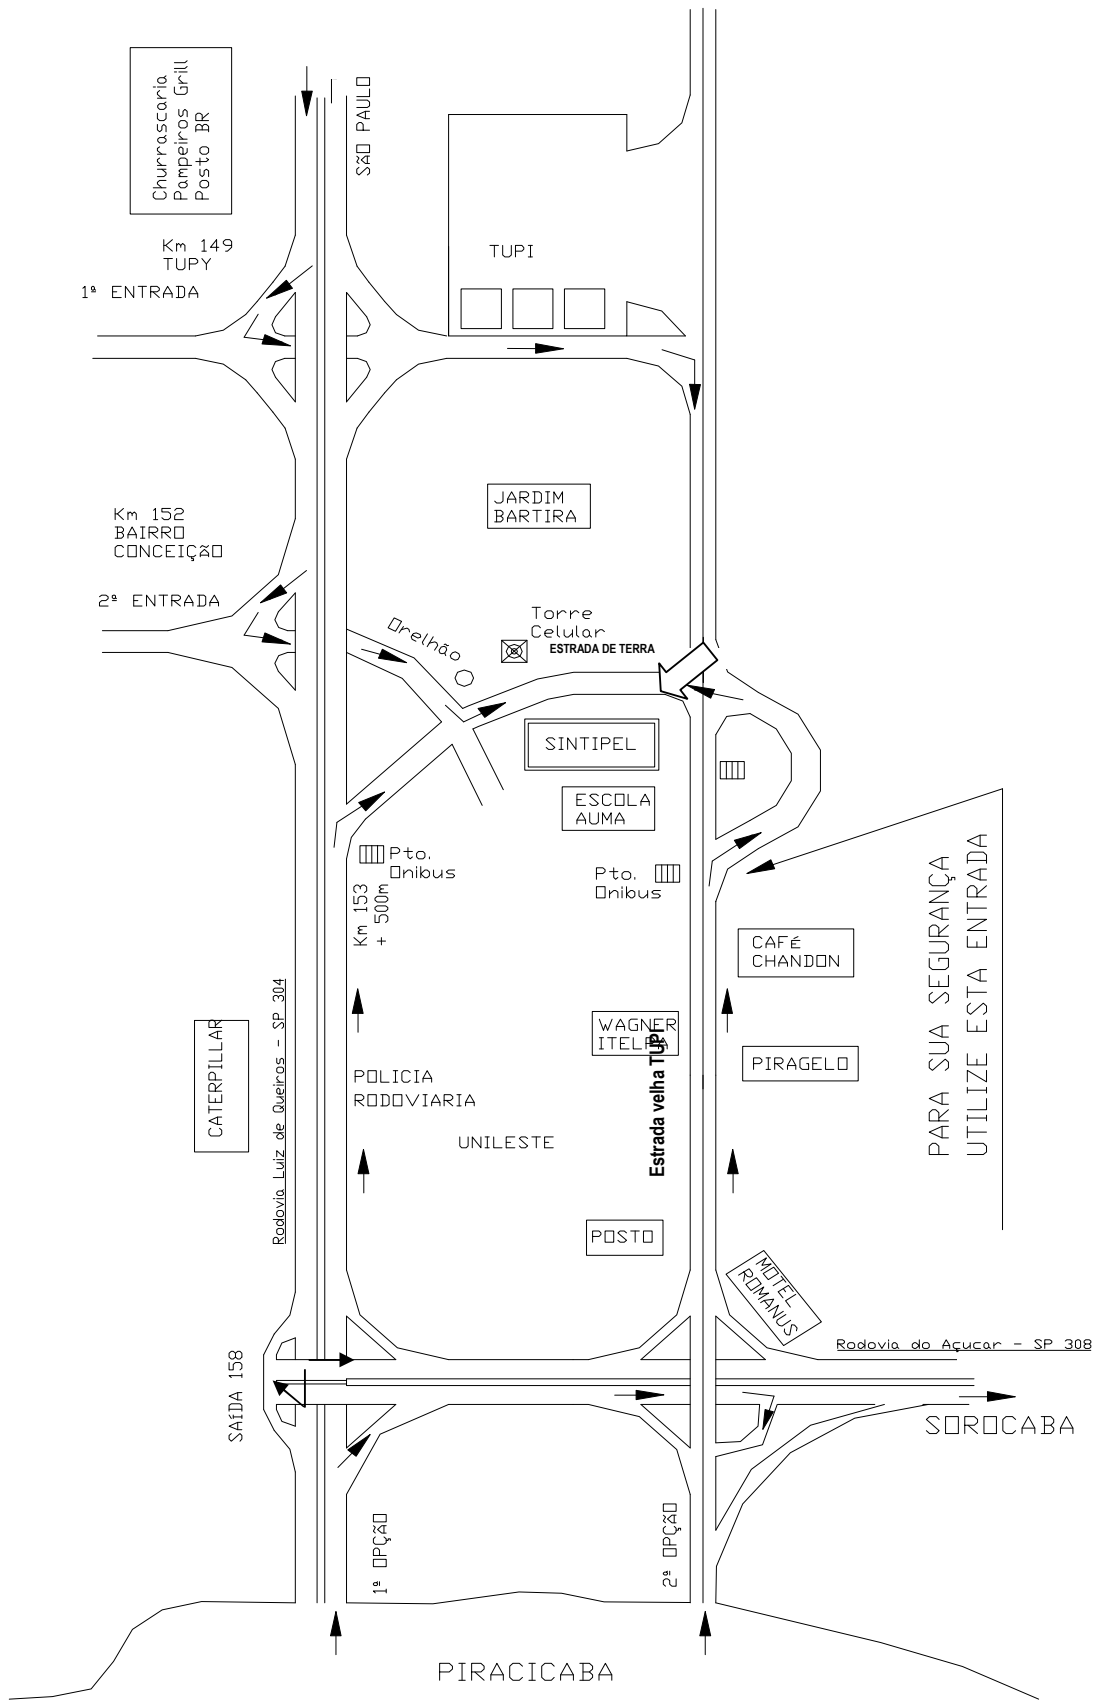 Churrascaria
Pampeiros Grill
Posto BR
SÃO PAULO
Km 149
TUPY
1ª ENTRADA
TUPI
JARDIM
BARTIRA
Km 152
BAIRRO
CONCEIÇÃO
2ª ENTRADA
Orelhão
Torre
Celular
ESTRADA DE TERRA
SINTIPEL
ESCOLA
AUMA
Pto.
Onibus
Pto.
Onibus
Km 153
+ 500m
CAFÉ
CHANDON
PARA SUA SEGURANÇA
UTILIZE ESTA ENTRADA
CATERPILLAR
Rodovia Luiz de Queiros - SP 304
WAGNER
ITELPA
Estrada velha TUPI
PIRAGELO
POLICIA
RODOVIARIA
UNILESTE
POSTO
MOTEL
ROMANUS
Rodovia do Açucar - SP 308
SAíDA 158
SOROCABA
1ª OPÇÃO
2ª OPÇÃO
PIRACICABA